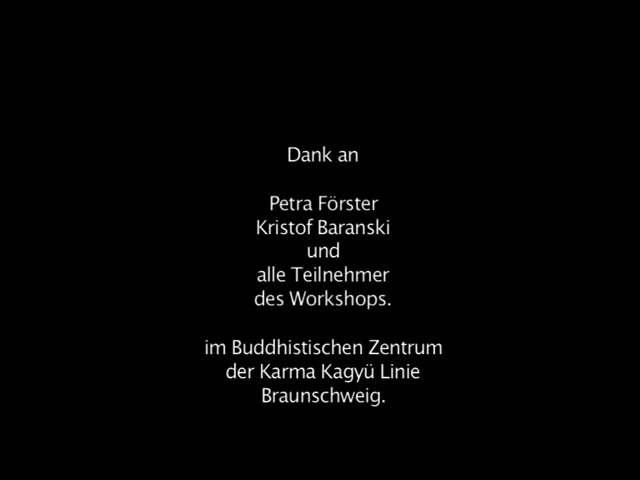 Dank an
Petra Förster
Kristof Baranski
und
alle Teilnehmer
des Workshops.
im Buddhistischen Zentrum
der Karma Kagyü Linie
Braunschweig.